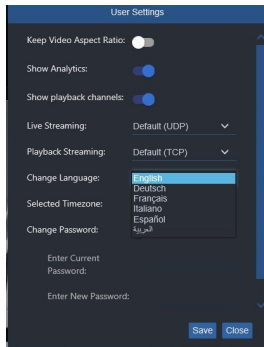 User Settings
Keep Video Aspect Ratio:
Show Analytics:
Show playback channels:
Live Streaming: Default (UDP)
Playback Streaming: Default (TCP)
Change Language:
English
Deutsch
Français
Italiano
Español
العربية
Selected Timezone:
Change Password:
Enter Current
Password:
Enter New Password:
Save Close